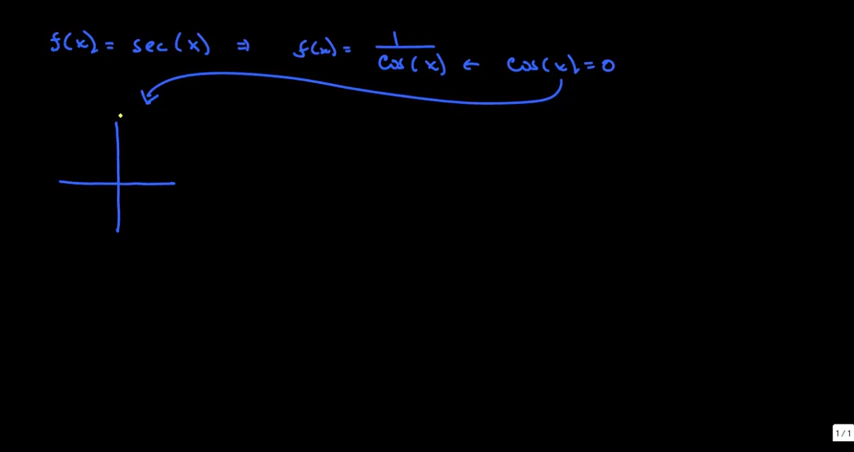 f(x) = sec(x) ⇒ f(x) = 1/cos(x) ← cos(x) = 0
1/1